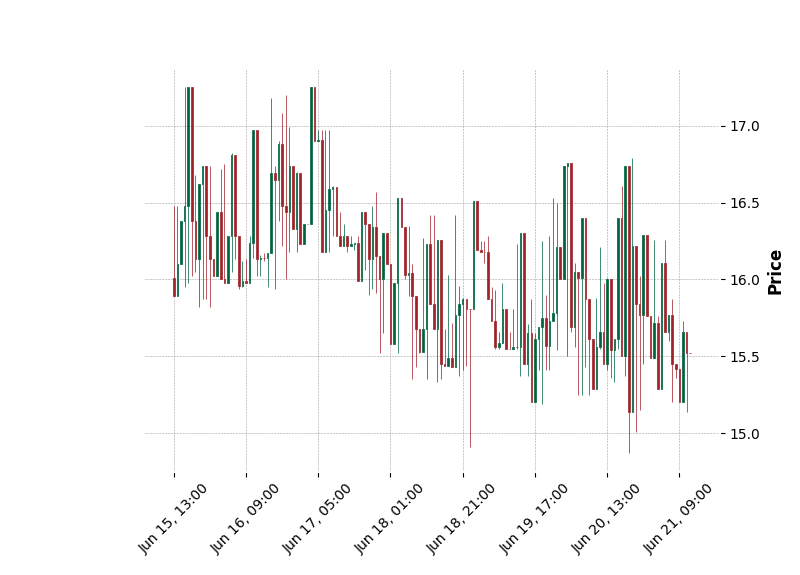 17.0
16.5
16.0
15.5
15.0
Price
Jun 15, 13:00
Jun 16, 09:00
Jun 17, 05:00
Jun 18, 01:00
Jun 18, 21:00
Jun 19, 17:00
Jun 20, 13:00
Jun 21, 09:00